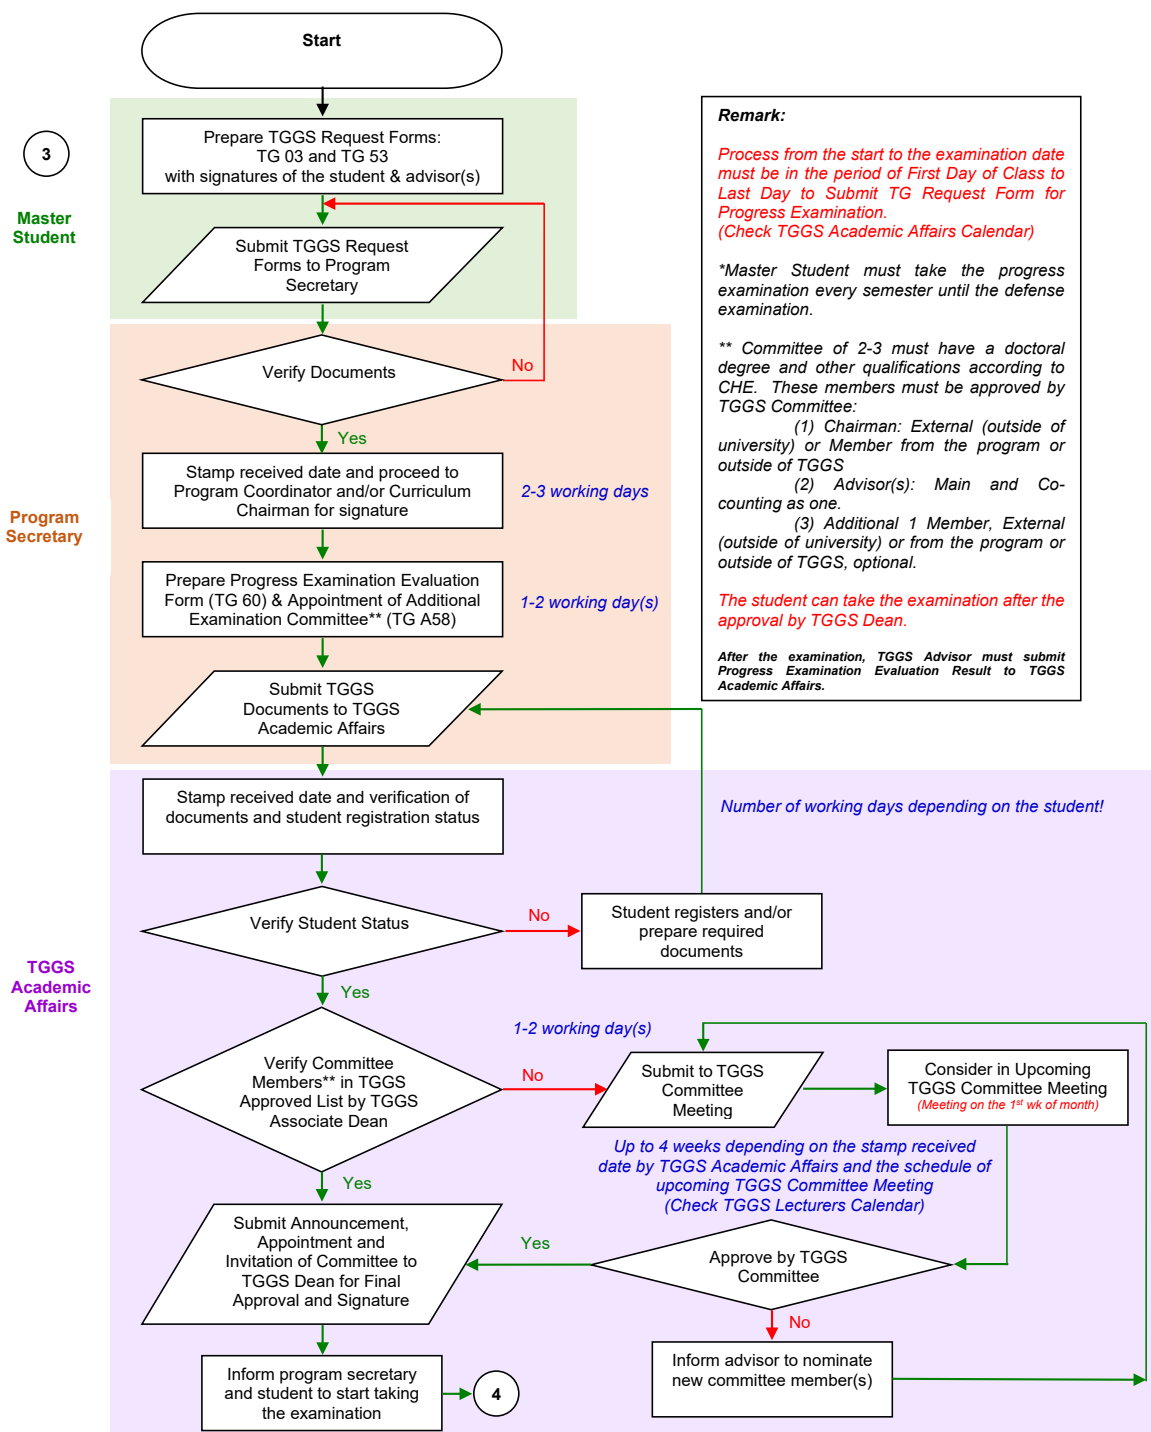 Start
3
Master
Student
Prepare TGGS Request Forms:
TG 03 and TG 53
with signatures of the student & advisor(s)
Submit TGGS Request
Forms to Program
Secretary
Remark:
Process from the start to the examination date
must be in the period of First Day of Class to
Last Day to Submit TG Request Form for
Progress Examination.
(Check TGGS Academic Affairs Calendar)
*Master Student must take the progress
examination every semester until the defense
examination.
** Committee of 2-3 must have a doctoral
degree and other qualifications according to
CHE. These members must be approved by
TGGS Committee:
(1) Chairman: External (outside of
university) or Member from the program or
outside of TGGS
(2) Advisor(s): Main and Co-
counting as one.
(3) Additional 1 Member, External
(outside of university) or from the program or
outside of TGGS, optional.
The student can take the examination after the
approval by TGGS Dean.
After the examination, TGGS Advisor must submit
Progress Examination Evaluation Result to TGGS
Academic Affairs.
Program
Secretary
Verify Documents
No
Yes
Stamp received date and proceed to
Program Coordinator and/or Curriculum
Chairman for signature
2-3 working days
Prepare Progress Examination Evaluation
Form (TG 60) & Appointment of Additional
Examination Committee** (TG A58)
1-2 working day(s)
Submit TGGS
Documents to TGGS
Academic Affairs
TGGS
Academic
Affairs
Stamp received date and verification of
documents and student registration status
Number of working days depending on the student!
Verify Student Status
No
Student registers and/or
prepare required
documents
Yes
1-2 working day(s)
Verify Committee
Members** in TGGS
Approved List by TGGS
Associate Dean
No
Submit to TGGS
Committee
Meeting
Consider in Upcoming
TGGS Committee Meeting
(Meeting on the 1st wk of month)
Up to 4 weeks depending on the stamp received
date by TGGS Academic Affairs and the schedule of
upcoming TGGS Committee Meeting
(Check TGGS Lecturers Calendar)
Yes
Submit Announcement,
Appointment and
Invitation of Committee to
TGGS Dean for Final
Approval and Signature
Yes
Approve by TGGS
Committee
No
Inform advisor to nominate
new committee member(s)
Inform program secretary
and student to start taking
the examination
4